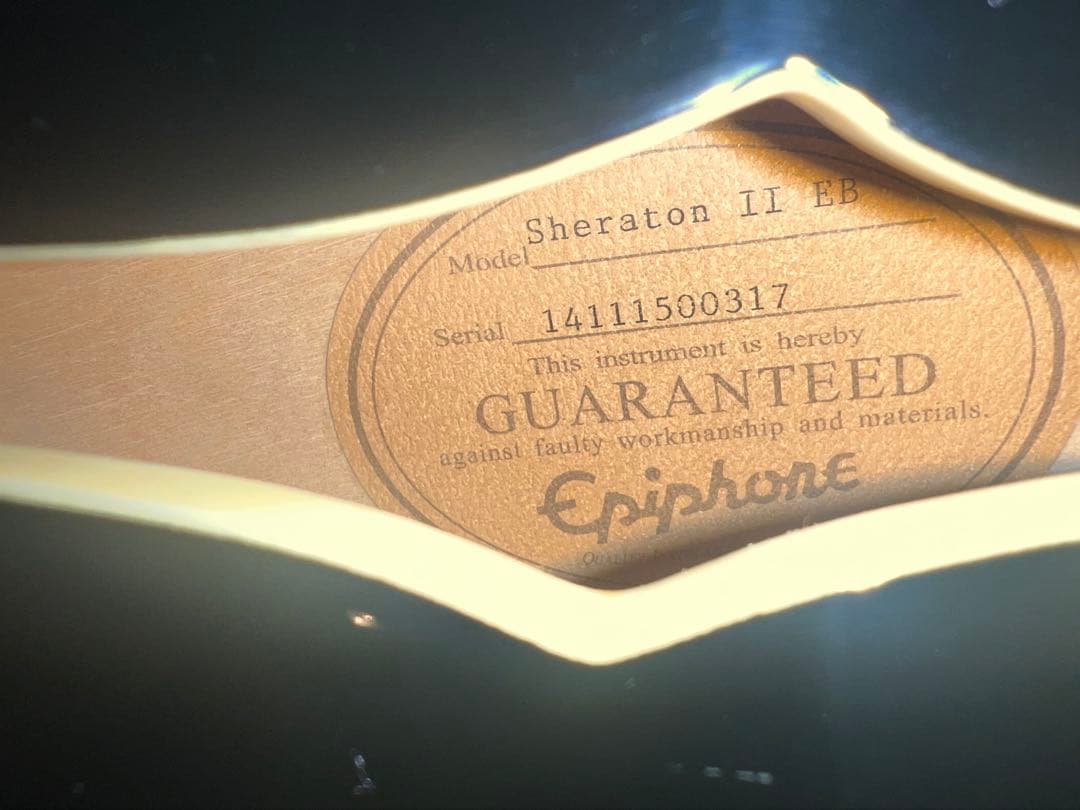 Model Sheraton II EB
Serial 14111500317
This instrument is hereby
GUARANTEED
against faulty workmanship and materials.
Epiphone